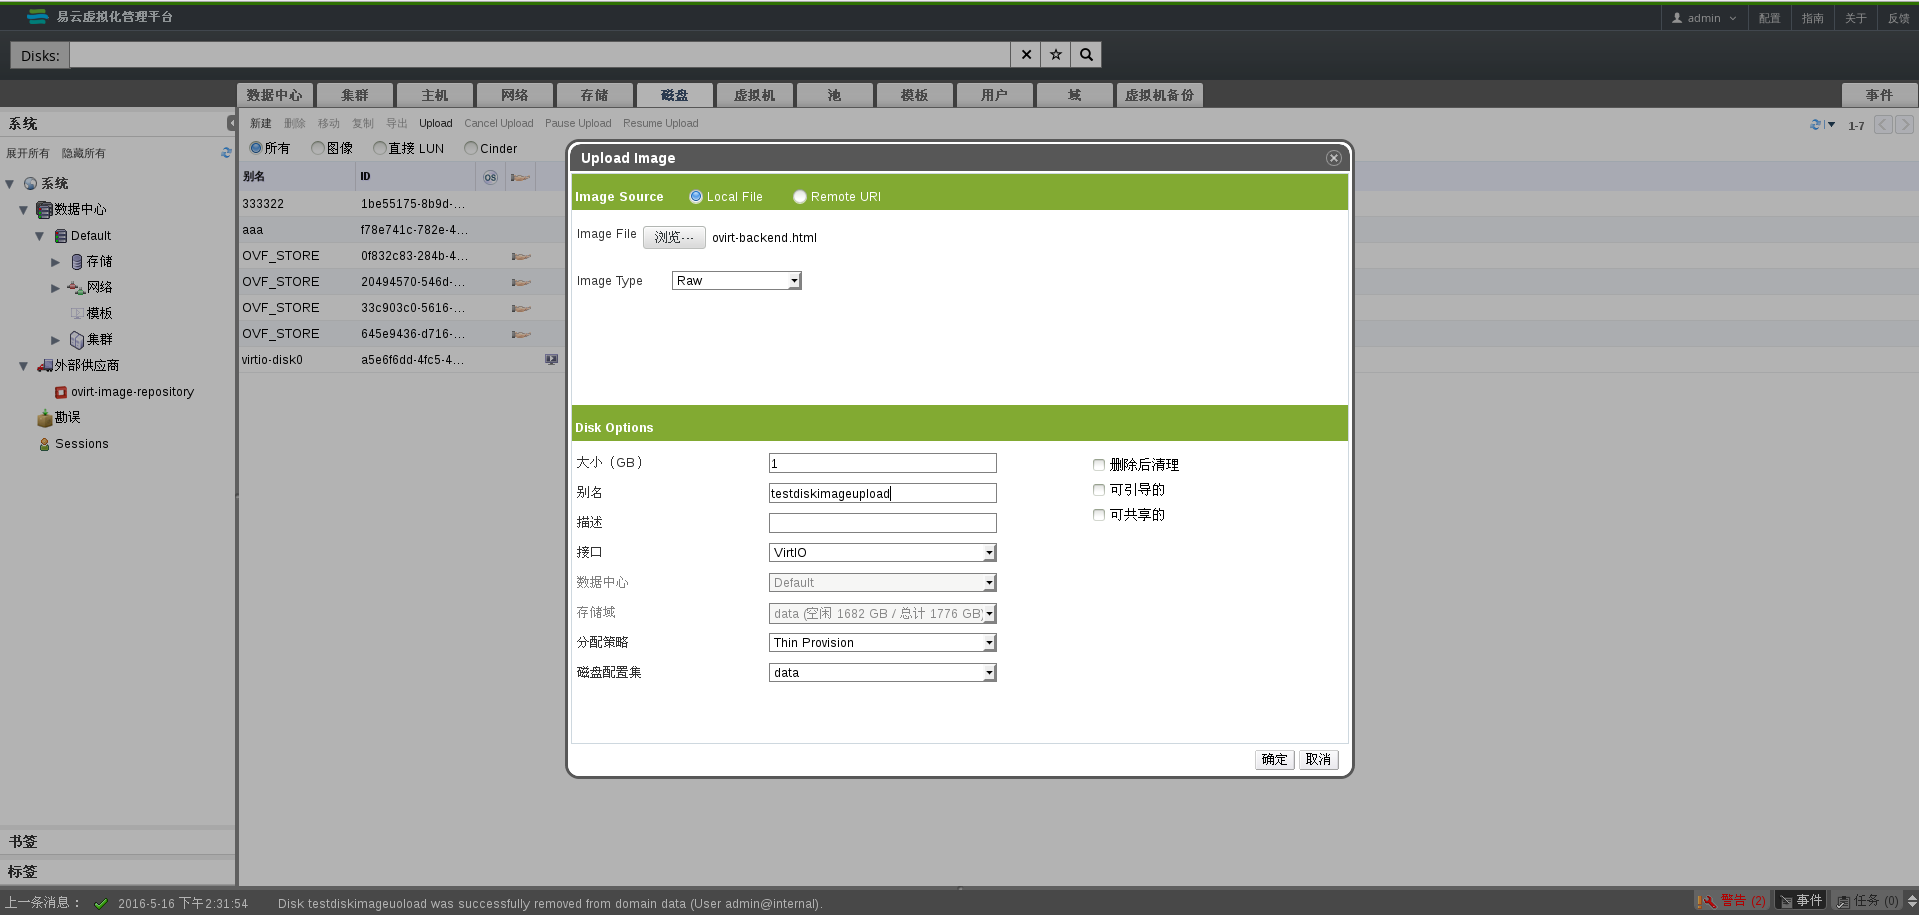 易云虚拟化管理平台
admin 配置 指南 关于 反馈
Disks:
数据中心 集群 主机 网络 存储 磁盘 虚拟机 池 模板 用户 域 虚拟机备份 事件
系统
展开所有 隐藏所有
系统
数据中心
Default
存储
网络
模板
集群
外部供应商
ovirt-image-repository
勘误
Sessions
书签
标签
新建 删除 移动 复制 导出 Upload Cancel Upload Pause Upload Resume Upload
1-7
所有 图像 直接 LUN Cinder
别名 ID OS
333322 1be55175-8b9d-...
aaa f78e741c-782e-4...
OVF_STORE 0f832c83-284b-4...
OVF_STORE 20494570-546d-...
OVF_STORE 33c903c0-5616-...
OVF_STORE 645e9436-d716-...
virtio-disk0 a5e6f6dd-4fc5-4...
Upload Image
Image Source Local File Remote URI
Image File 浏览… ovirt-backend.html
Image Type Raw
Disk Options
大小（GB） 1
别名 testdiskimageupload
描述
接口 VirtIO
数据中心 Default
存储域 data (空闲 1682 GB / 总计 1776 GB)
分配策略 Thin Provision
磁盘配置集 data
删除后清理
可引导的
可共享的
确定 取消
上一条消息： 2016-5-16 下午2:31:54 Disk testdiskimageuoload was successfully removed from domain data (User admin@internal).
警告 (2) 事件 任务 (0)